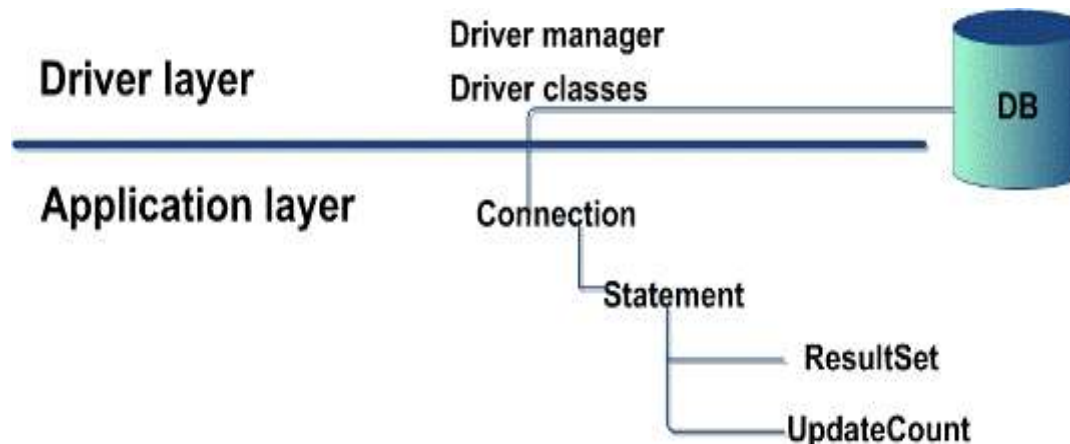 Driver manager
Driver layer
Driver classes
DB
Application layer
Connection
Statement
ResultSet
UpdateCount